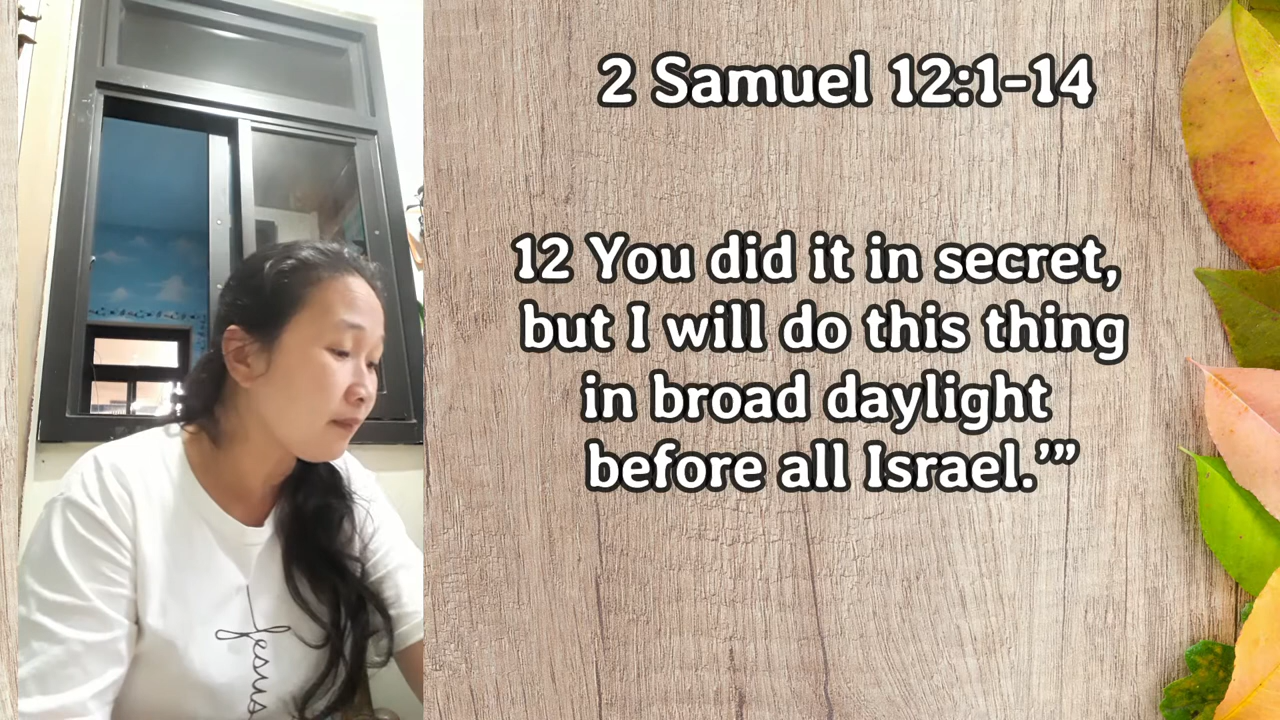 2 Samuel 12:1-14
12 You did it in secret,
but I will do this thing
in broad daylight
before all Israel.’”
Jesus